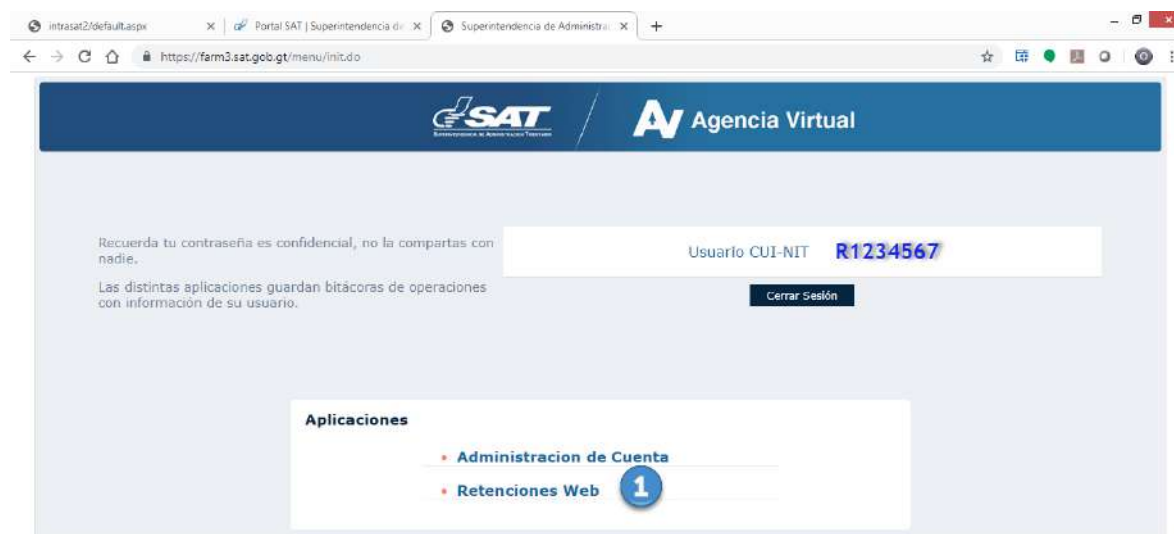 intrasat2/default.aspx
Portal SAT | Superintendencia de
Superintendencia de Administrac
https://farm3.sat.gob.gt/menu/init.do
SAT
Agencia Virtual
Recuerda tu contraseña es confidencial, no la compartas con
nadie.
Las distintas aplicaciones guardan bitácoras de operaciones
con información de su usuario.
Usuario CUI-NIT R1234567
Cerrar Sesión
Aplicaciones
Administracion de Cuenta
Retenciones Web 1